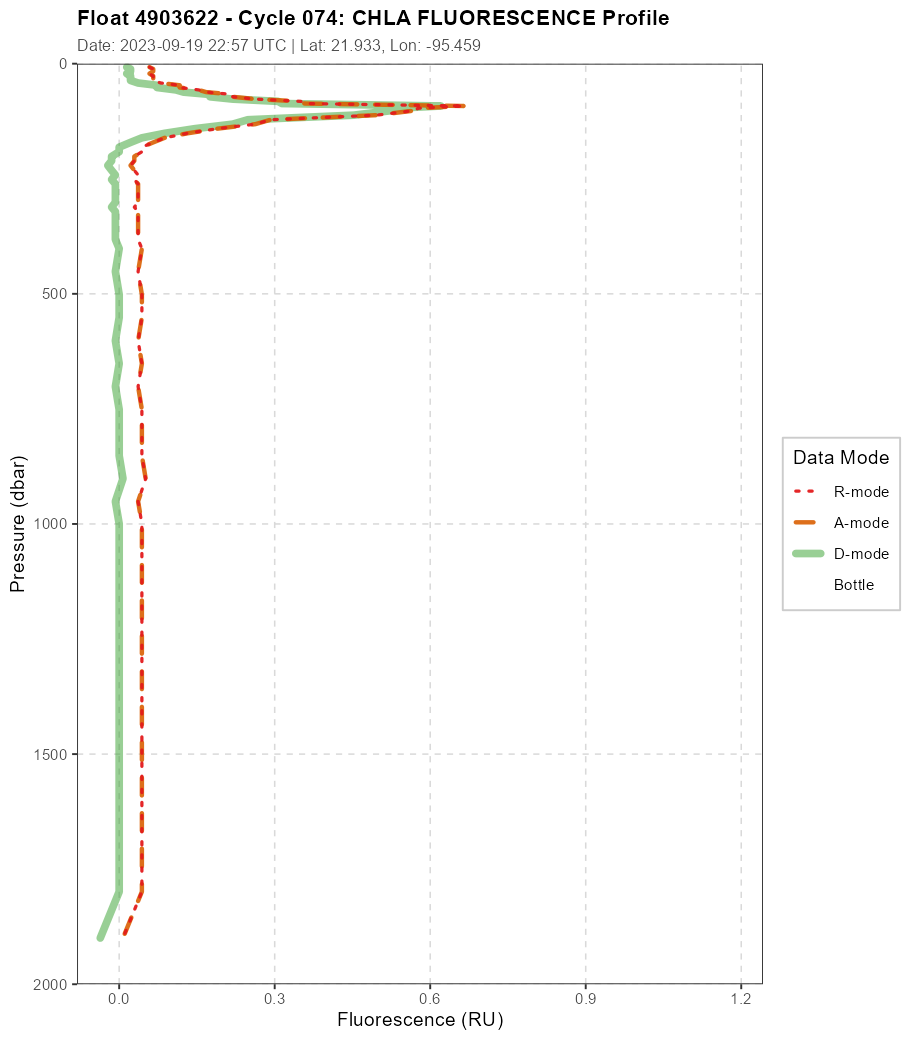 Float 4903622 - Cycle 074: CHLA FLUORESCENCE Profile
Date: 2023-09-19 22:57 UTC | Lat: 21.933, Lon: -95.459
0
500
1000
1500
2000
Pressure (dbar)
0.0 0.3 0.6 0.9 1.2
Fluorescence (RU)
Data Mode
R-mode
A-mode
D-mode
Bottle